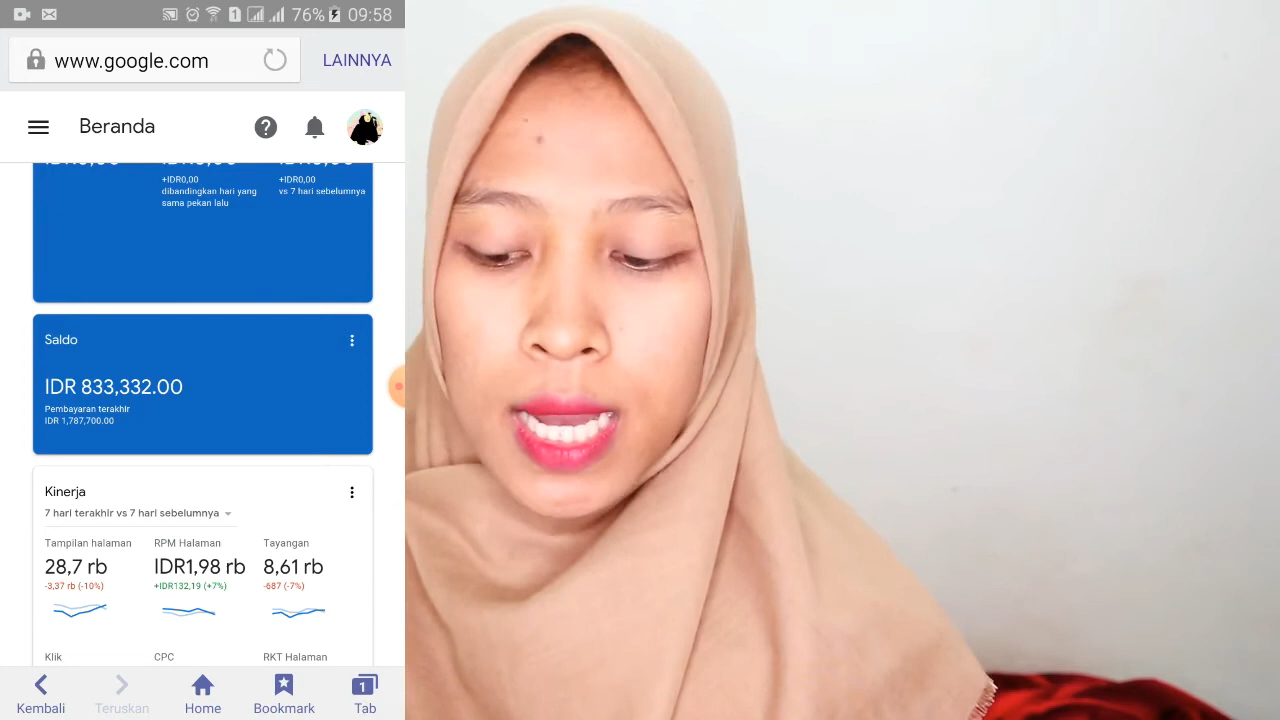 1 76% 09:58
www.google.com LAINNYA
Beranda
+IDR0,00 +IDR0,00
dibandingkan hari yang vs 7 hari sebelumnya
sama pekan lalu
Saldo
IDR 833,332.00
Pembayaran terakhir
IDR 1,787,700.00
Kinerja
7 hari terakhir vs 7 hari sebelumnya
Tampilan halaman RPM Halaman Tayangan
28,7 rb IDR1,98 rb 8,61 rb
-3,37 rb (-10%) +IDR132,19 (+7%) -687 (-7%)
Klik CPC RKT Halaman
1
Kembali Teruskan Home Bookmark Tab